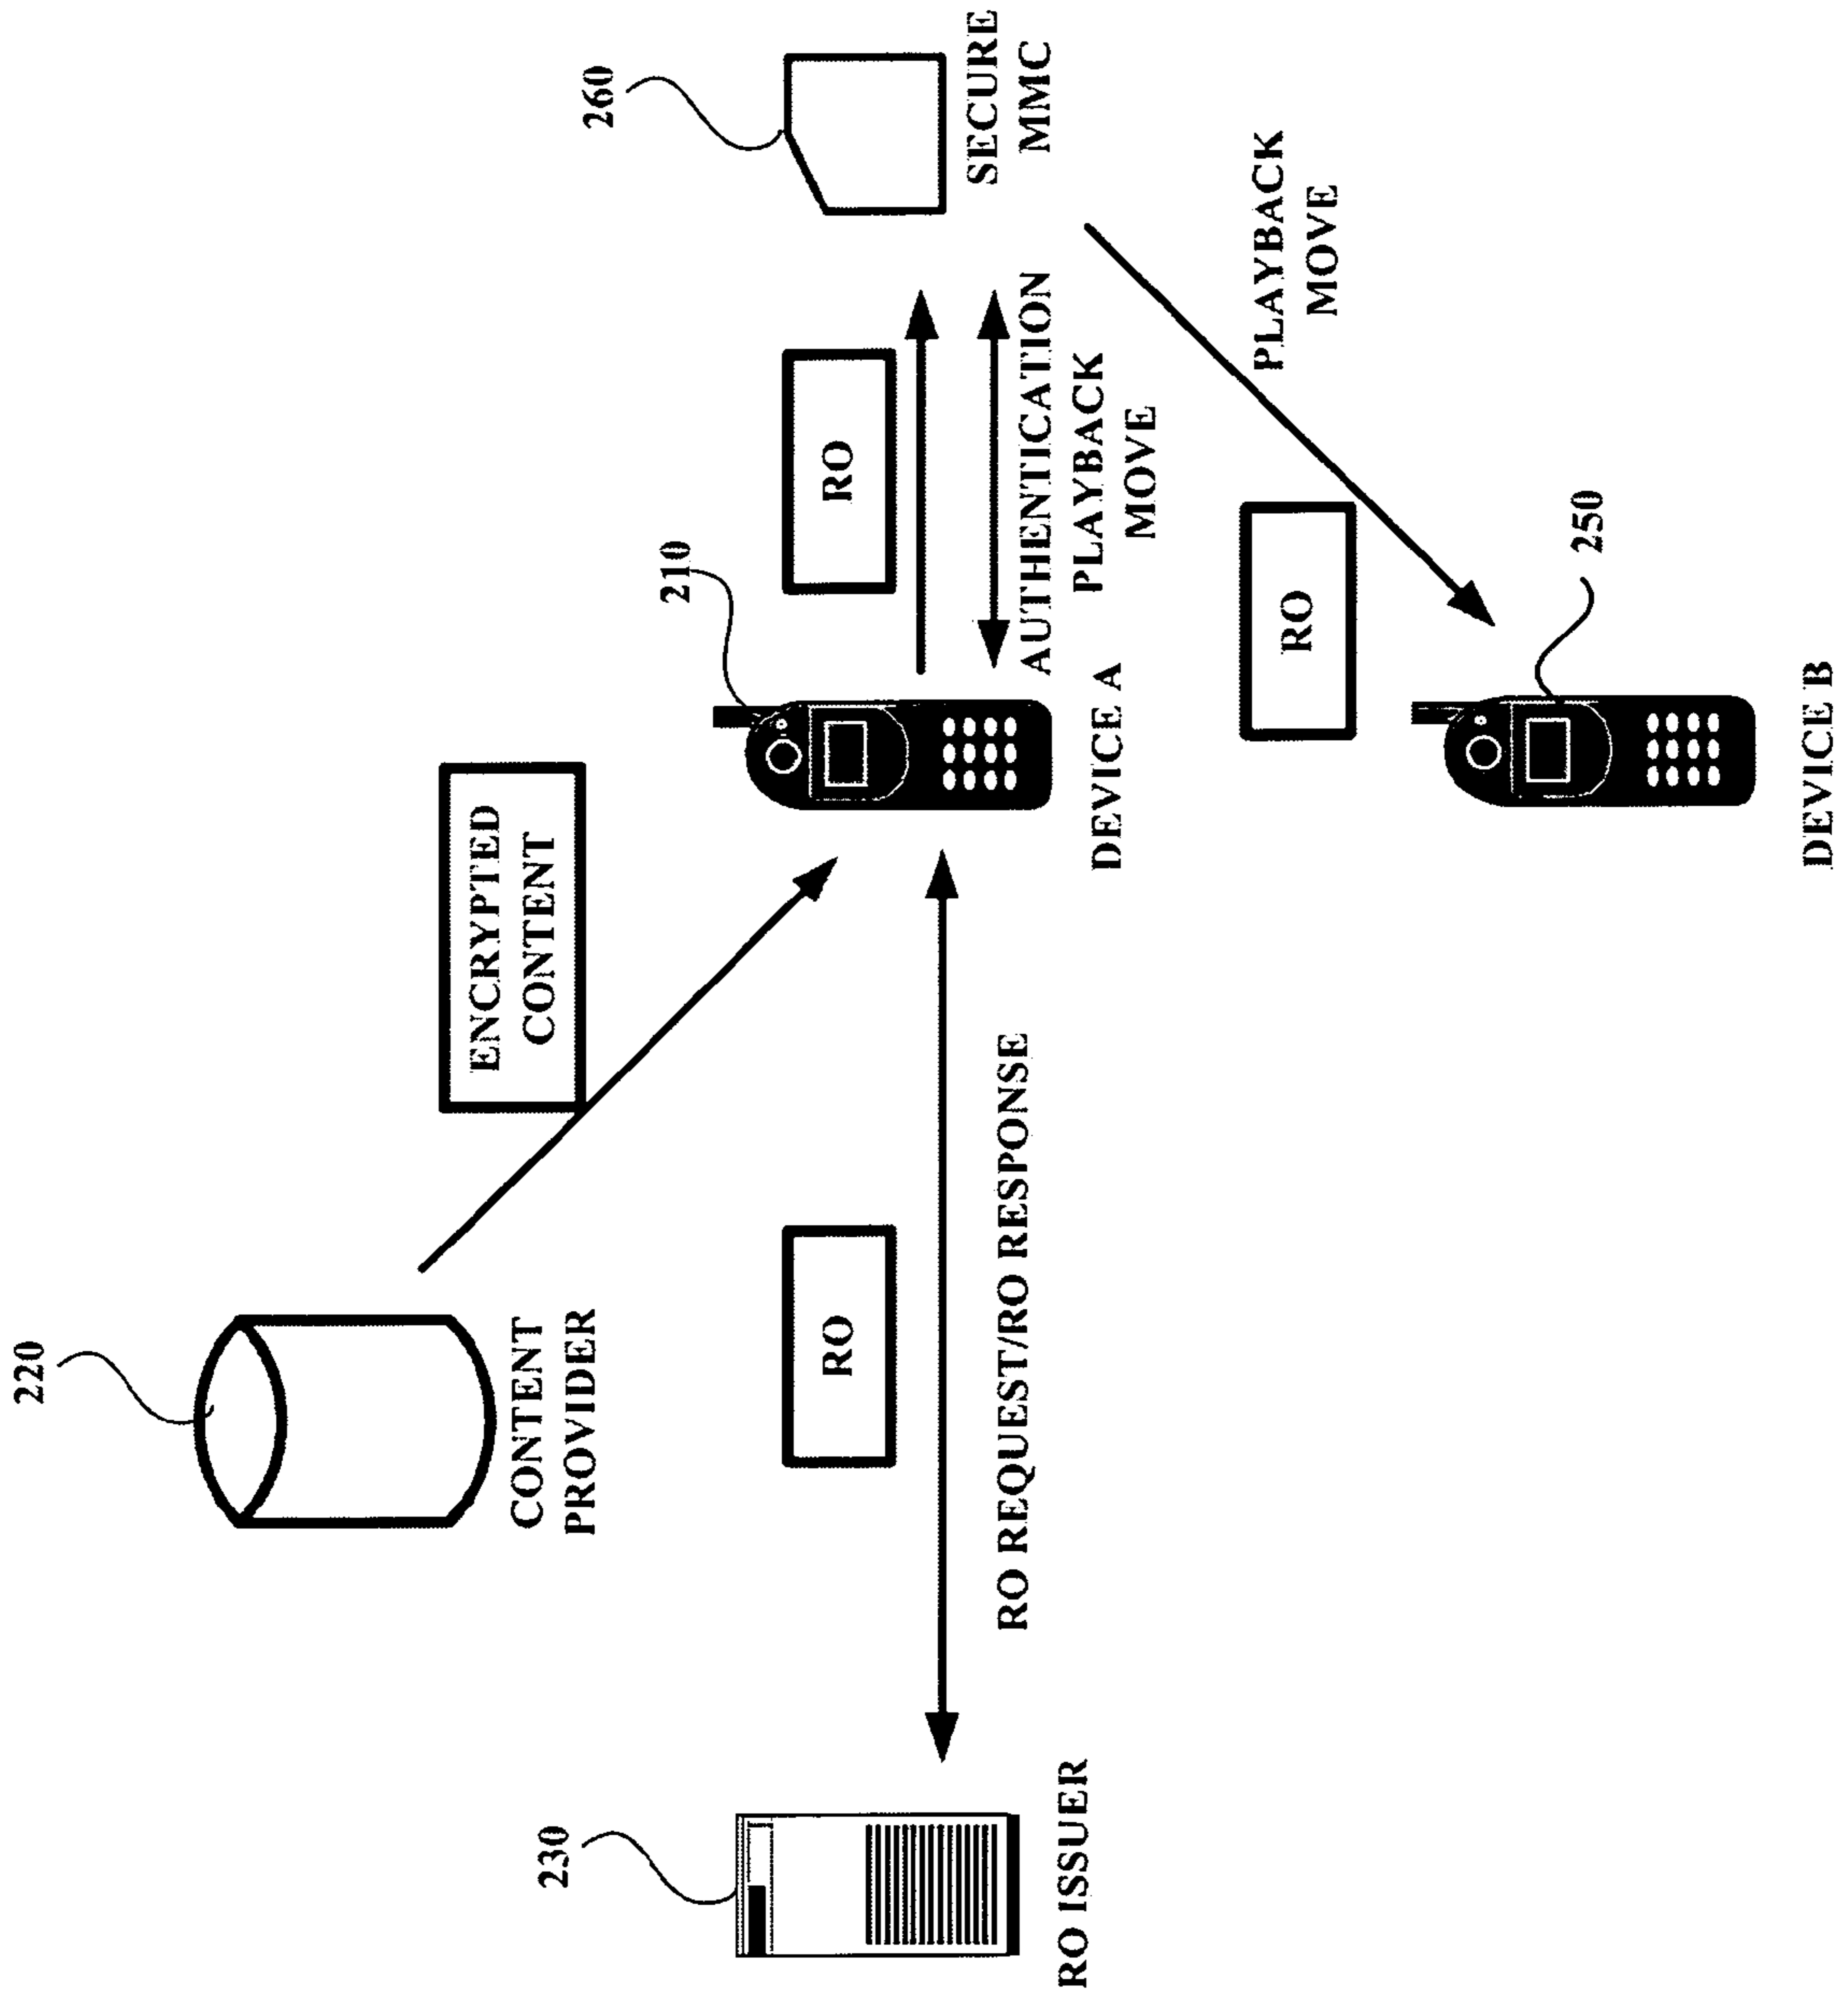 220
CONTENT
PROVIDER
ENCRYPTED
CONTENT
230
RO ISSUER
RO
RO REQUEST/RO RESPONSE
210
DEVICE A
RO
AUTHENTICATION
PLAYBACK
MOVE
260
SECURE
MMC
PLAYBACK
MOVE
RO
250
DEVICE B